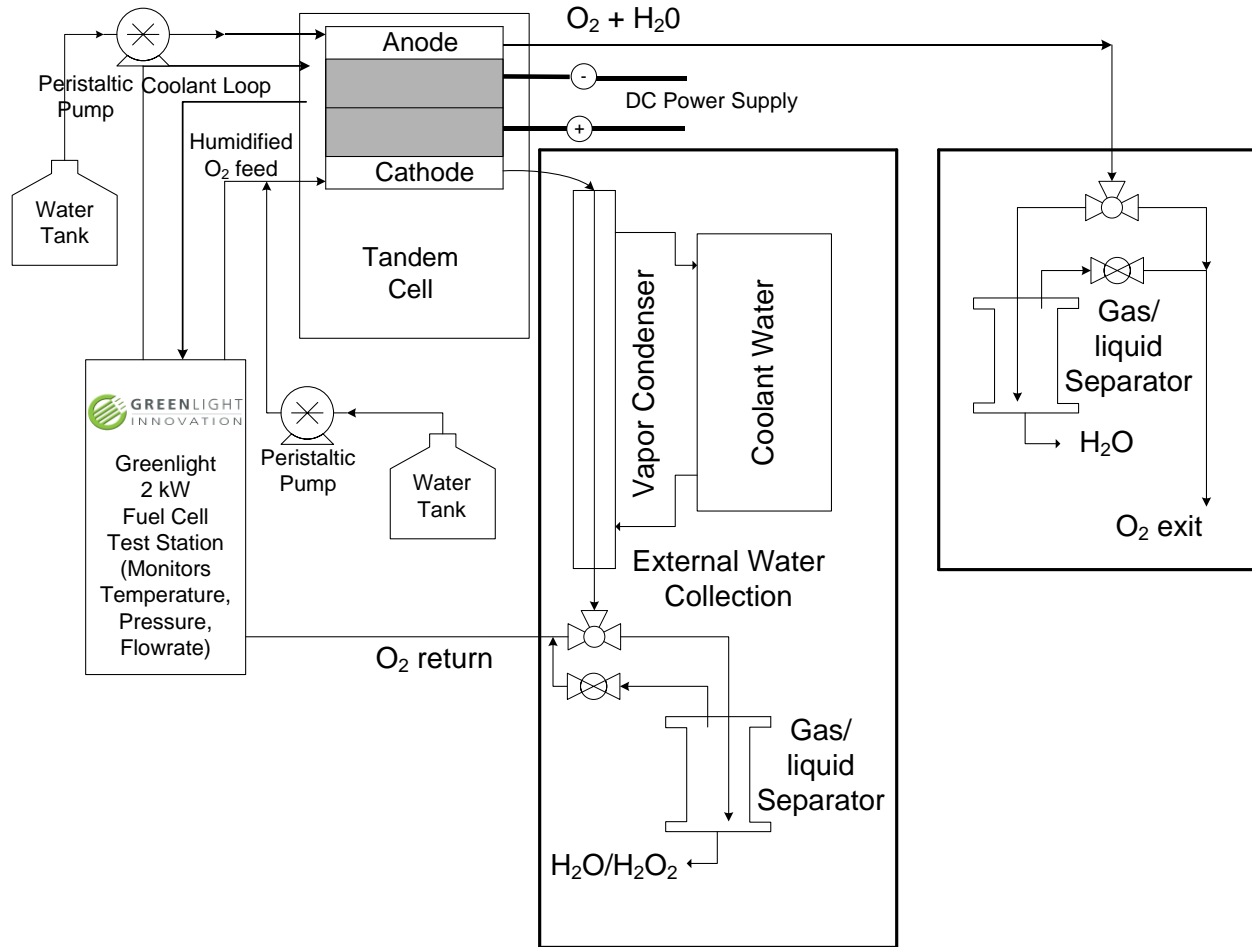 O₂ + H₂0
Anode
Peristaltic
Pump
Coolant Loop
-
DC Power Supply
+
Humidified
O₂ feed
Cathode
Water
Tank
Tandem
Cell
Vapor Condenser
Coolant Water
Gas/
liquid
Separator
H₂O
O₂ exit
GREENLIGHT
INNOVATION
Greenlight
2 kW
Fuel Cell
Test Station
(Monitors
Temperature,
Pressure,
Flowrate)
Peristaltic
Pump
Water
Tank
External Water
Collection
O₂ return
Gas/
liquid
Separator
H₂O/H₂O₂